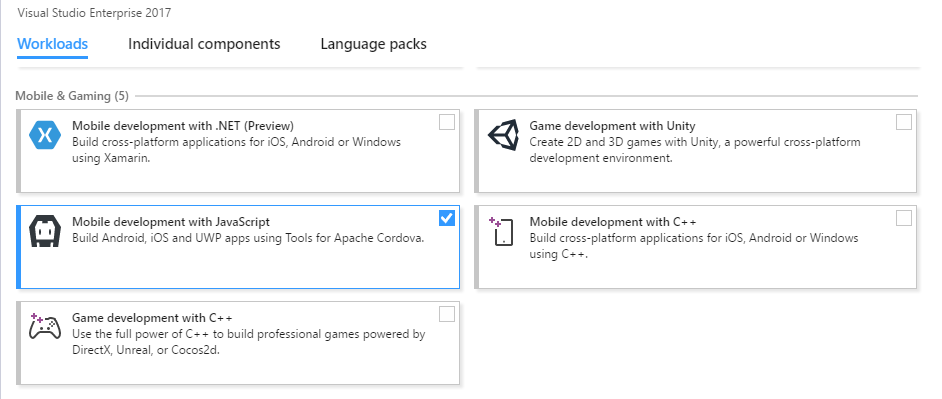 Visual Studio Enterprise 2017
Workloads
Individual components
Language packs
Mobile & Gaming (5)
Mobile development with .NET (Preview)
Build cross-platform applications for iOS, Android or Windows
using Xamarin.
Game development with Unity
Create 2D and 3D games with Unity, a powerful cross-platform
development environment.
Mobile development with JavaScript
Build Android, iOS and UWP apps using Tools for Apache Cordova.
Mobile development with C++
Build cross-platform applications for iOS, Android or Windows
using C++.
Game development with C++
Use the full power of C++ to build professional games powered by
DirectX, Unreal, or Cocos2d.